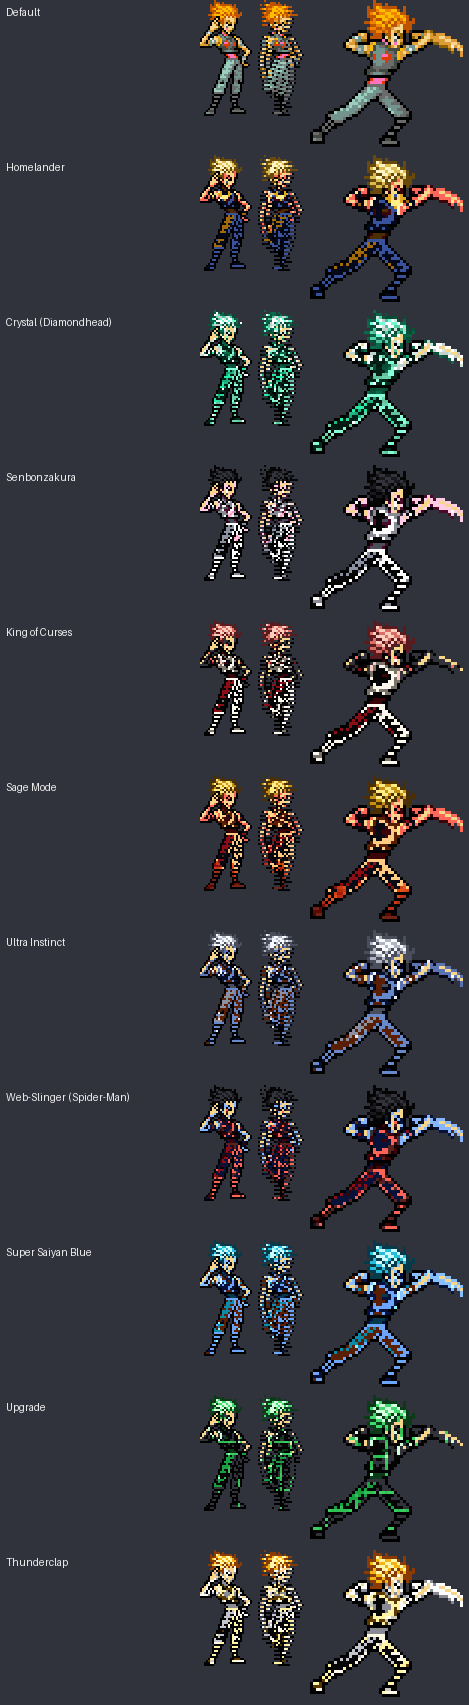 Default
Homelander
Crystal (Diamondhead)
Senbonzakura
King of Curses
Sage Mode
Ultra Instinct
Web-Slinger (Spider-Man)
Super Saiyan Blue
Upgrade
Thunderclap